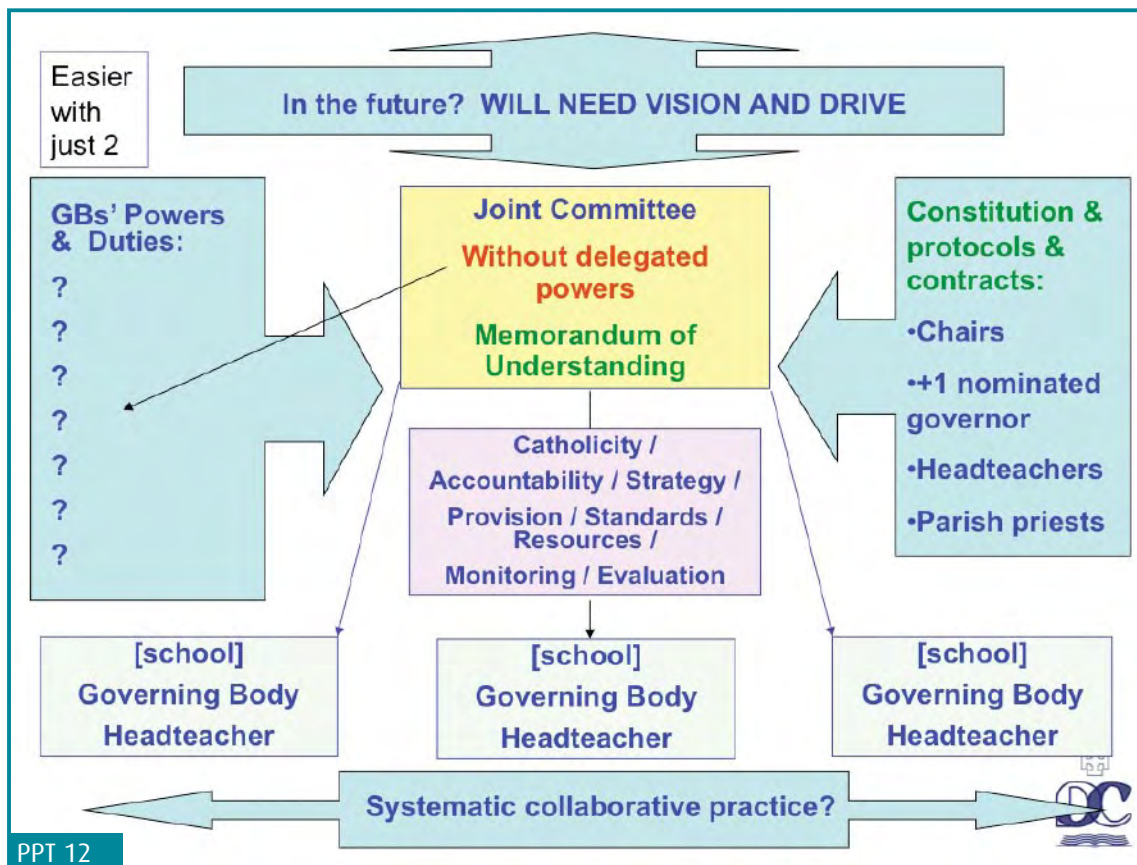 Easier
with
just 2
In the future? WILL NEED VISION AND DRIVE
GBs' Powers
& Duties:
?
?
?
?
?
?
?
Joint Committee
Without delegated
powers
Memorandum of
Understanding
Constitution &
protocols &
contracts:
•Chairs
•+1 nominated
governor
•Headteachers
•Parish priests
Catholicity /
Accountability / Strategy /
Provision / Standards /
Resources /
Monitoring / Evaluation
[school]
Governing Body
Headteacher
[school]
Governing Body
Headteacher
[school]
Governing Body
Headteacher
Systematic collaborative practice?
DC
PPT 12